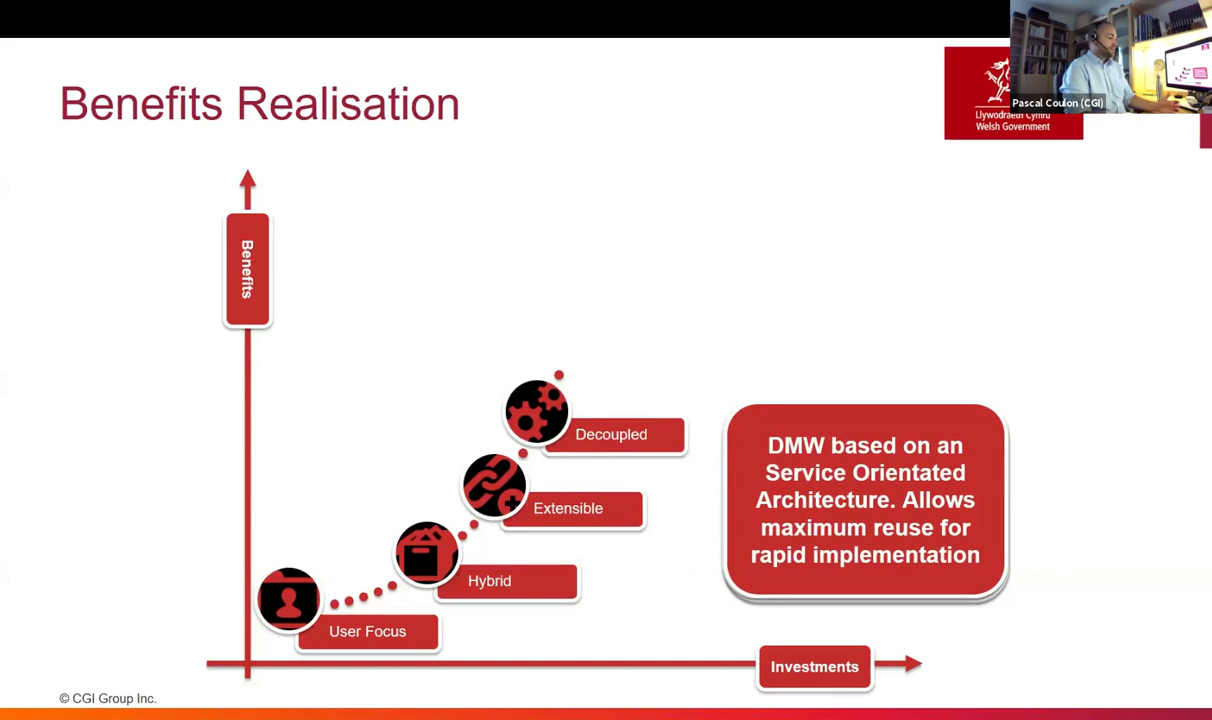 Benefits Realisation
Pascal Coulon (CGI)
Llywodraeth Cymru
Welsh Government
Benefits
Decoupled
Extensible
Hybrid
User Focus
DMW based on an
Service Orientated
Architecture. Allows
maximum reuse for
rapid implementation
Investments
© CGI Group Inc.